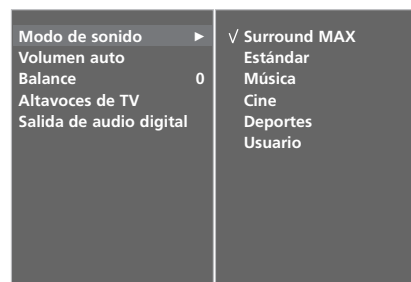 Modo de sonido ►
Volumen auto
Balance 0
Altavoces de TV
Salida de audio digital
√ Surround MAX
Estándar
Música
Cine
Deportes
Usuario